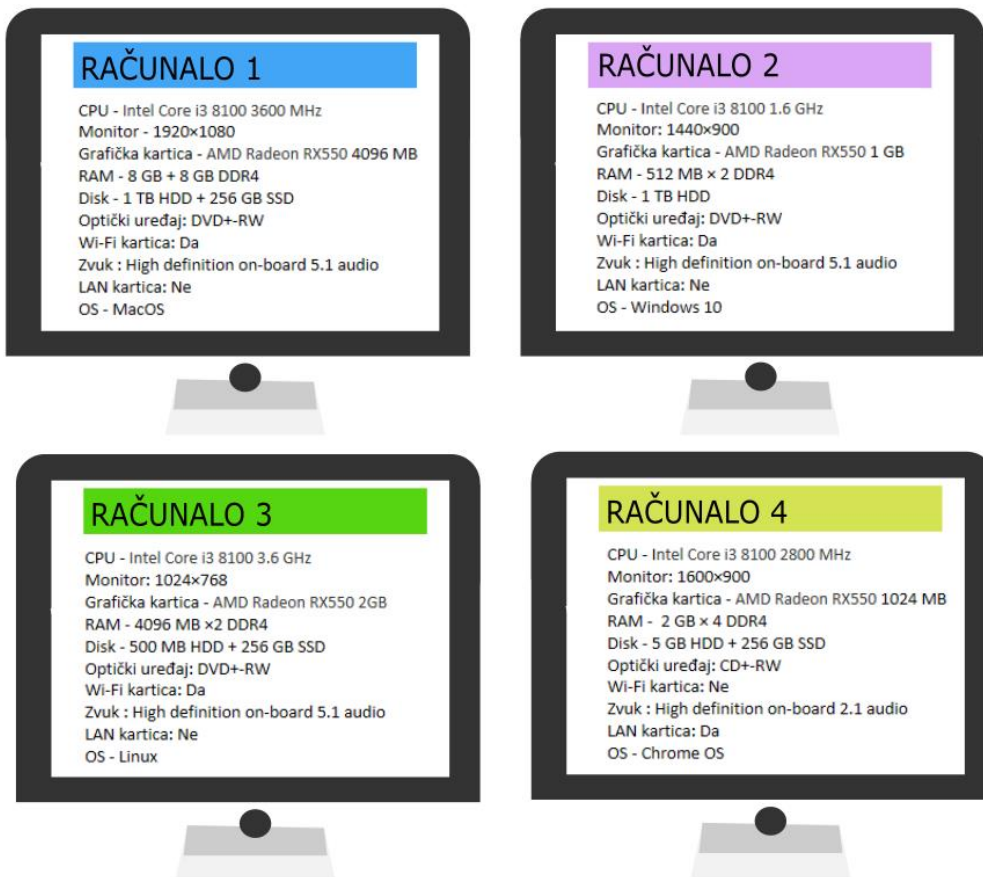 RAČUNALO 1
CPU - Intel Core i3 8100 3600 MHz
Monitor - 1920×1080
Grafička kartica - AMD Radeon RX550 4096 MB
RAM - 8 GB + 8 GB DDR4
Disk - 1 TB HDD + 256 GB SSD
Optički uređaj: DVD+-RW
Wi-Fi kartica: Da
Zvuk : High definition on-board 5.1 audio
LAN kartica: Ne
OS - MacOS
RAČUNALO 2
CPU - Intel Core i3 8100 1.6 GHz
Monitor: 1440×900
Grafička kartica - AMD Radeon RX550 1 GB
RAM - 512 MB × 2 DDR4
Disk - 1 TB HDD
Optički uređaj: DVD+-RW
Wi-Fi kartica: Da
Zvuk : High definition on-board 5.1 audio
LAN kartica: Ne
OS - Windows 10
RAČUNALO 3
CPU - Intel Core i3 8100 3.6 GHz
Monitor: 1024×768
Grafička kartica - AMD Radeon RX550 2GB
RAM - 4096 MB ×2 DDR4
Disk - 500 MB HDD + 256 GB SSD
Optički uređaj: DVD+-RW
Wi-Fi kartica: Da
Zvuk : High definition on-board 5.1 audio
LAN kartica: Ne
OS - Linux
RAČUNALO 4
CPU - Intel Core i3 8100 2800 MHz
Monitor: 1600×900
Grafička kartica - AMD Radeon RX550 1024 MB
RAM -  2 GB × 4 DDR4
Disk - 5 GB HDD + 256 GB SSD
Optički uređaj: CD+-RW
Wi-Fi kartica: Ne
Zvuk : High definition on-board 2.1 audio
LAN kartica: Da
OS - Chrome OS